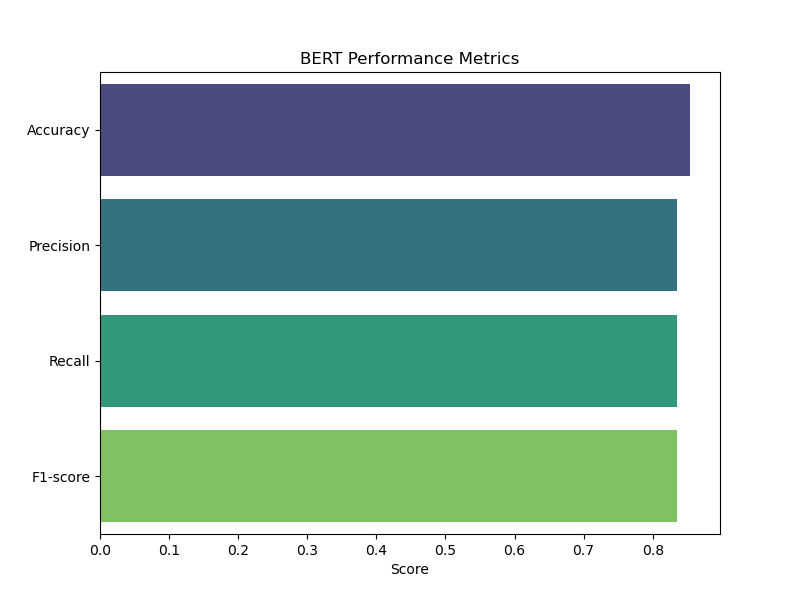 BERT Performance Metrics
Accuracy
Precision
Recall
F1-score
0.0 0.1 0.2 0.3 0.4 0.5 0.6 0.7 0.8
Score